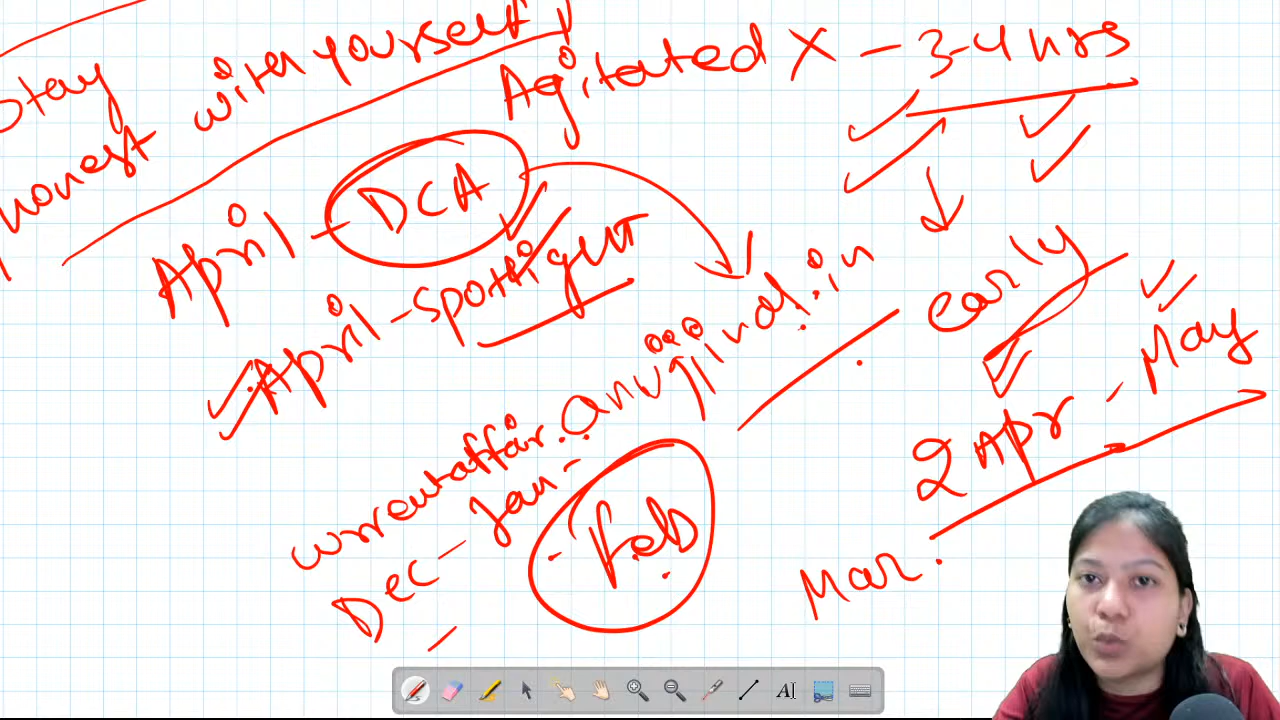 Stay
honest with yourself
Agitated X - 3-4 hrs
April - DCA
April - Spotlight
early
currentaffair.anujjindal.in
2 Apr - May
Dec - Jan - Feb
Mar.
AI